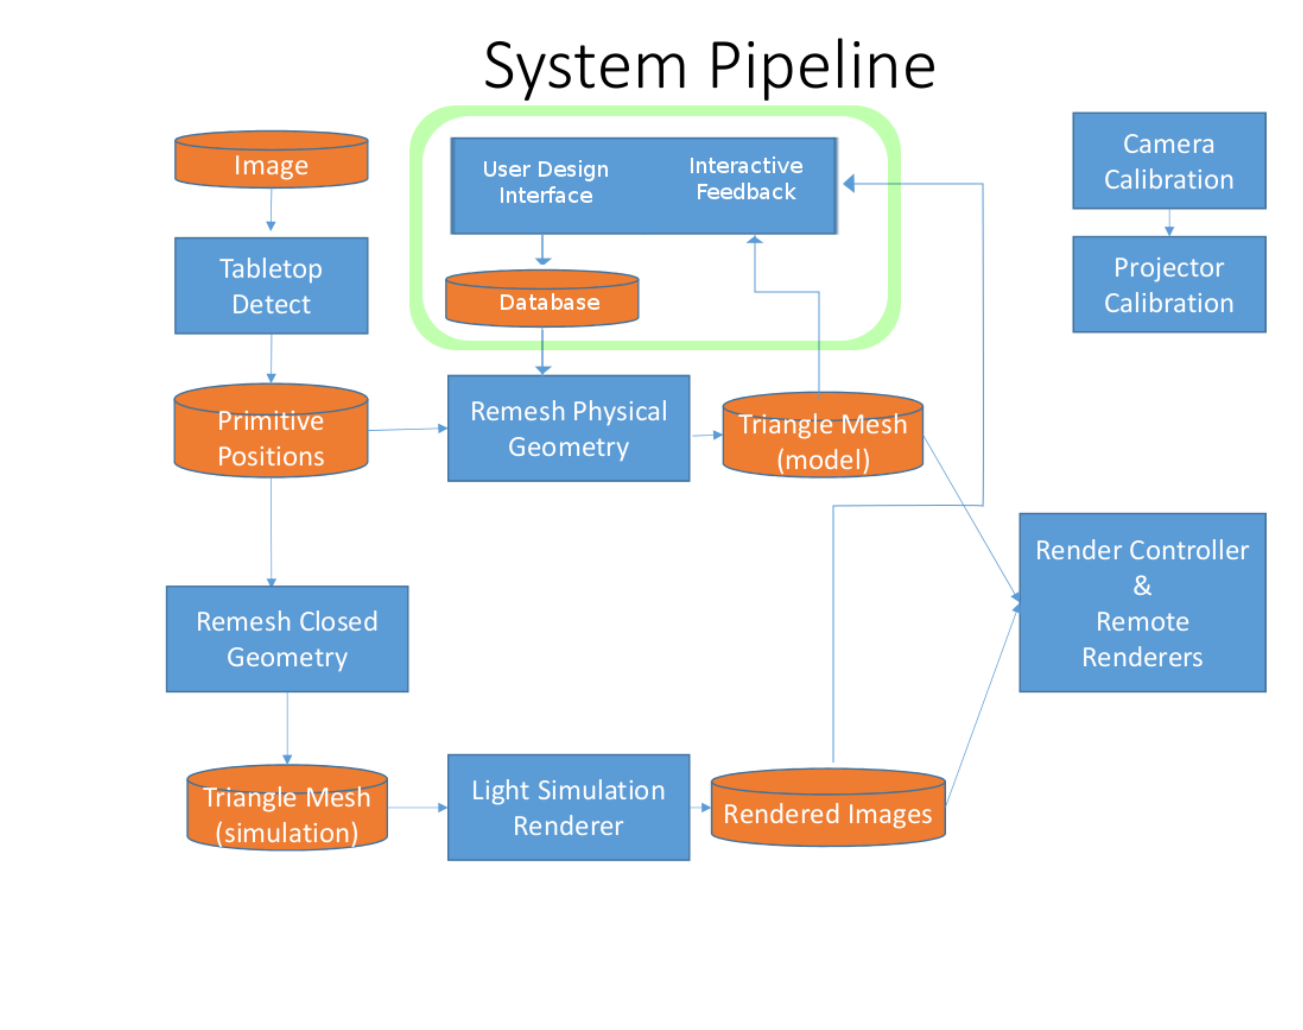 System Pipeline
Image
Tabletop
Detect
Primitive
Positions
Remesh Closed
Geometry
Triangle Mesh
(simulation)
User Design
Interface
Interactive
Feedback
Database
Remesh Physical
Geometry
Triangle Mesh
(model)
Light Simulation
Renderer
Rendered Images
Camera
Calibration
Projector
Calibration
Render Controller
&
Remote
Renderers